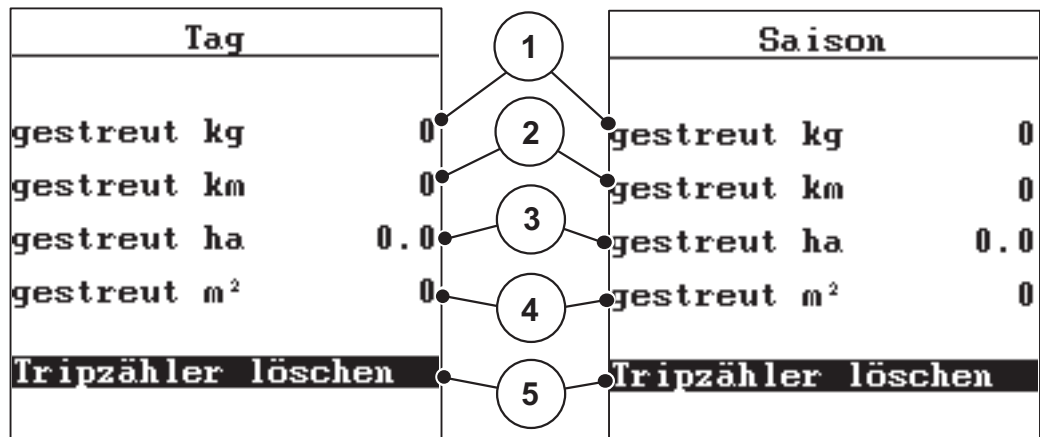 Tag
gestreut kg 0
gestreut km 0
gestreut ha 0.0
gestreut m² 0
Tripzähler löschen
1
2
3
4
5
Saison
gestreut kg 0
gestreut km 0
gestreut ha 0.0
gestreut m² 0
Tripzähler löschen